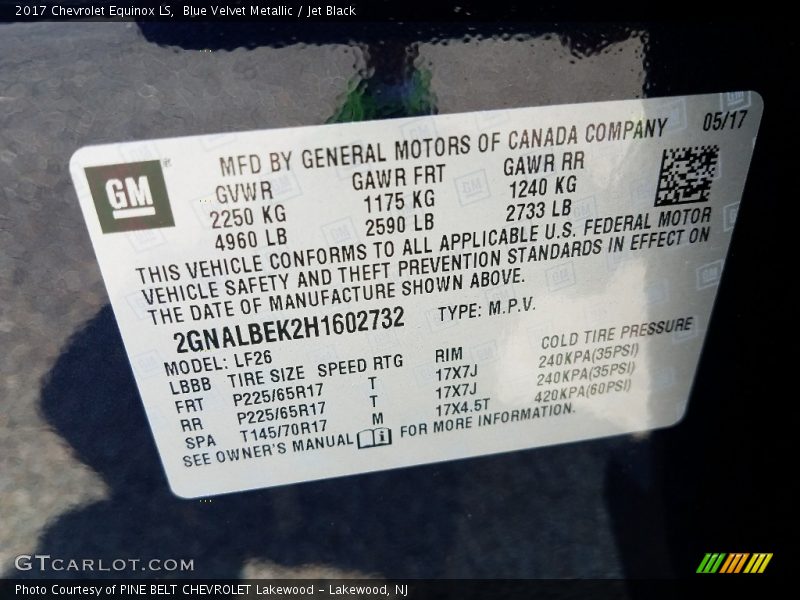 2017 Chevrolet Equinox LS,  Blue Velvet Metallic / Jet Black
MFD BY GENERAL MOTORS OF CANADA COMPANY 05/17
GM
GVWR GAWR FRT GAWR RR
2250 KG 1175 KG 1240 KG
4960 LB 2590 LB 2733 LB
THIS VEHICLE CONFORMS TO ALL APPLICABLE U.S. FEDERAL MOTOR
VEHICLE SAFETY AND THEFT PREVENTION STANDARDS IN EFFECT ON
THE DATE OF MANUFACTURE SHOWN ABOVE.
2GNALBEK2H1602732 TYPE: M.P.V.
MODEL: LF26
LBBB TIRE SIZE SPEED RTG RIM COLD TIRE PRESSURE
FRT P225/65R17 T 17X7J 240KPA(35PSI)
RR P225/65R17 T 17X7J 240KPA(35PSI)
SPA T145/70R17 M 17X4.5T 420KPA(60PSI)
SEE OWNER'S MANUAL FOR MORE INFORMATION.
GTCARLOT.COM
Photo Courtesy of PINE BELT CHEVROLET Lakewood - Lakewood, NJ